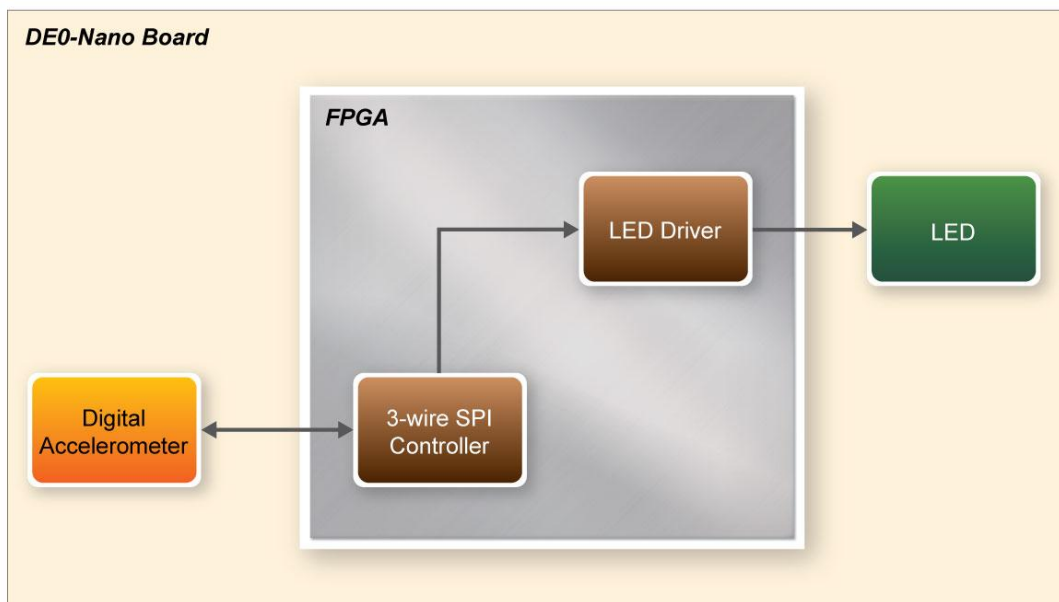 DE0-Nano Board
FPGA
LED Driver
LED
Digital
Accelerometer
3-wire SPI
Controller